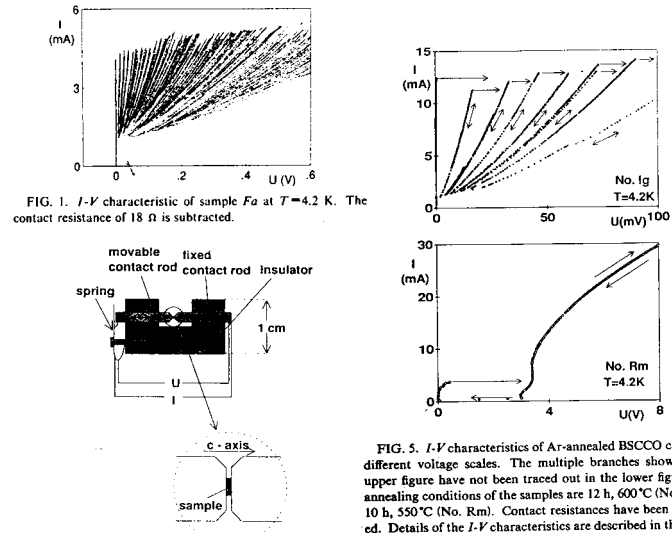 6
I
(mA)
3
0
0
.2
.4
.6
U (V)
FIG. 1. I-V characteristic of sample Fa at T=4.2 K. The
contact resistance of 18 Ω is subtracted.
movable
contact rod
fixed
contact rod
Insulator
spring
1 cm
U
I
c - axis
sample
15
I
(mA)
10
5
0
0
50
U(mV)
100
No. Ig
T=4.2K
30
I
(mA)
20
10
0
0
4
U(V)
8
No. Rm
T=4.2K
FIG. 5. I-V characteristics of Ar-annealed BSCCO c
different voltage scales. The multiple branches show
upper figure have not been traced out in the lower fig
annealing conditions of the samples are 12 h, 600°C (No
10 h, 550°C (No. Rm). Contact resistances have been
ed. Details of the I-V characteristics are described in th